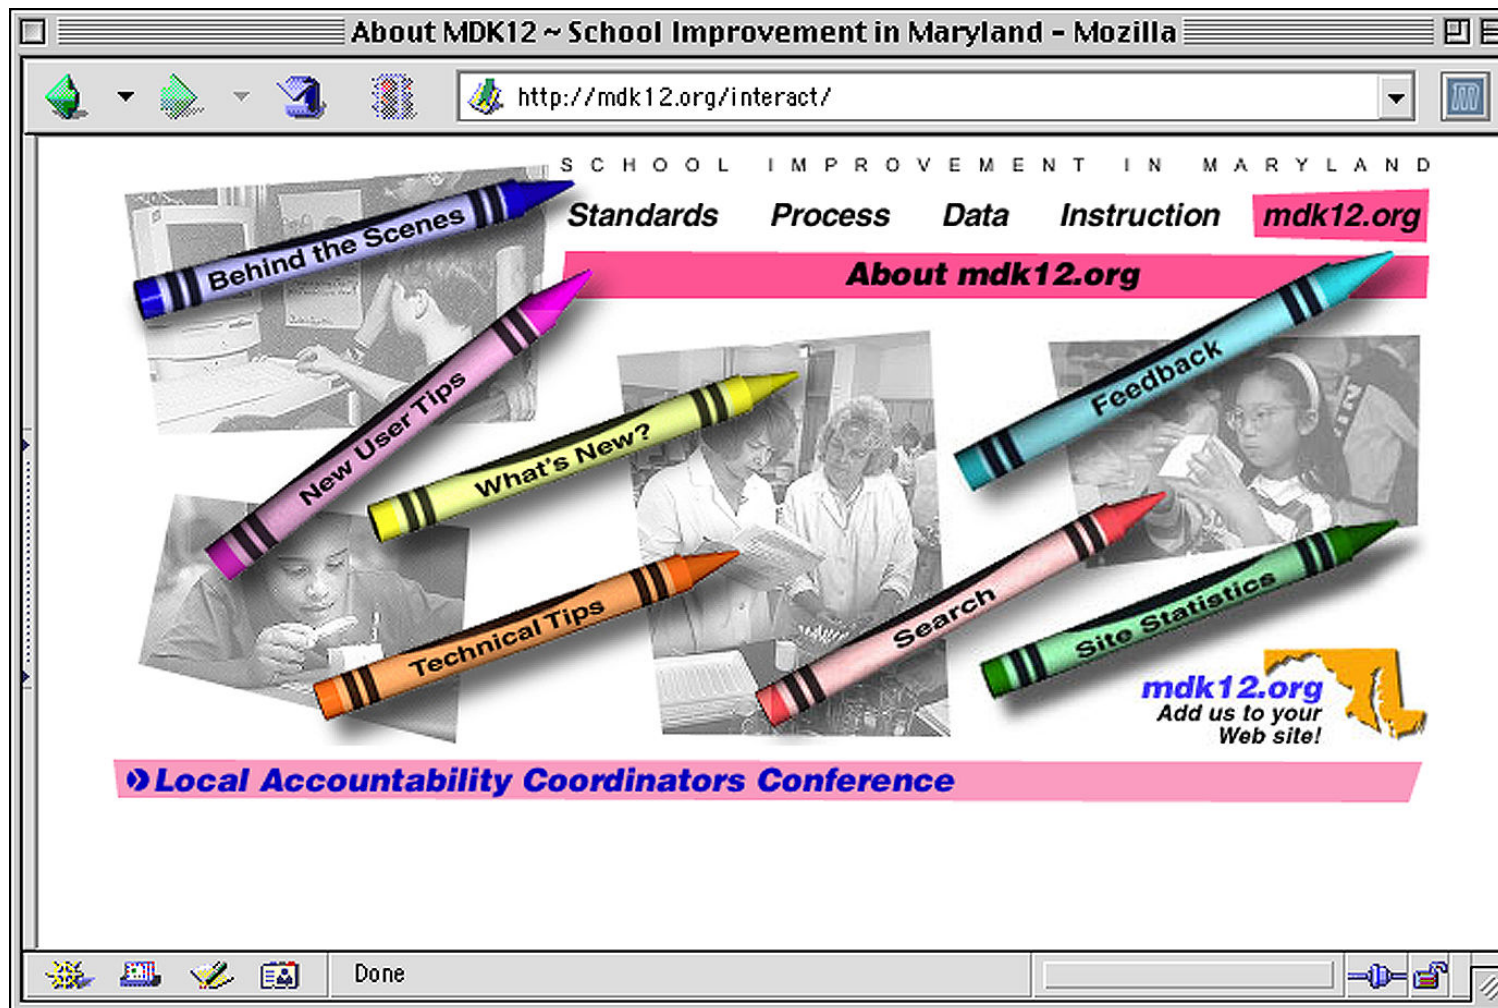 About MDK12 ~ School Improvement in Maryland - Mozilla
http://mdk12.org/interact/
SCHOOL IMPROVEMENT IN MARYLAND
Standards Process Data Instruction mdk12.org
About mdk12.org
Behind the Scenes
New User Tips
What's New?
Feedback
Technical Tips
Search
Site Statistics
mdk12.org
Add us to your
Web site!
Local Accountability Coordinators Conference
Done